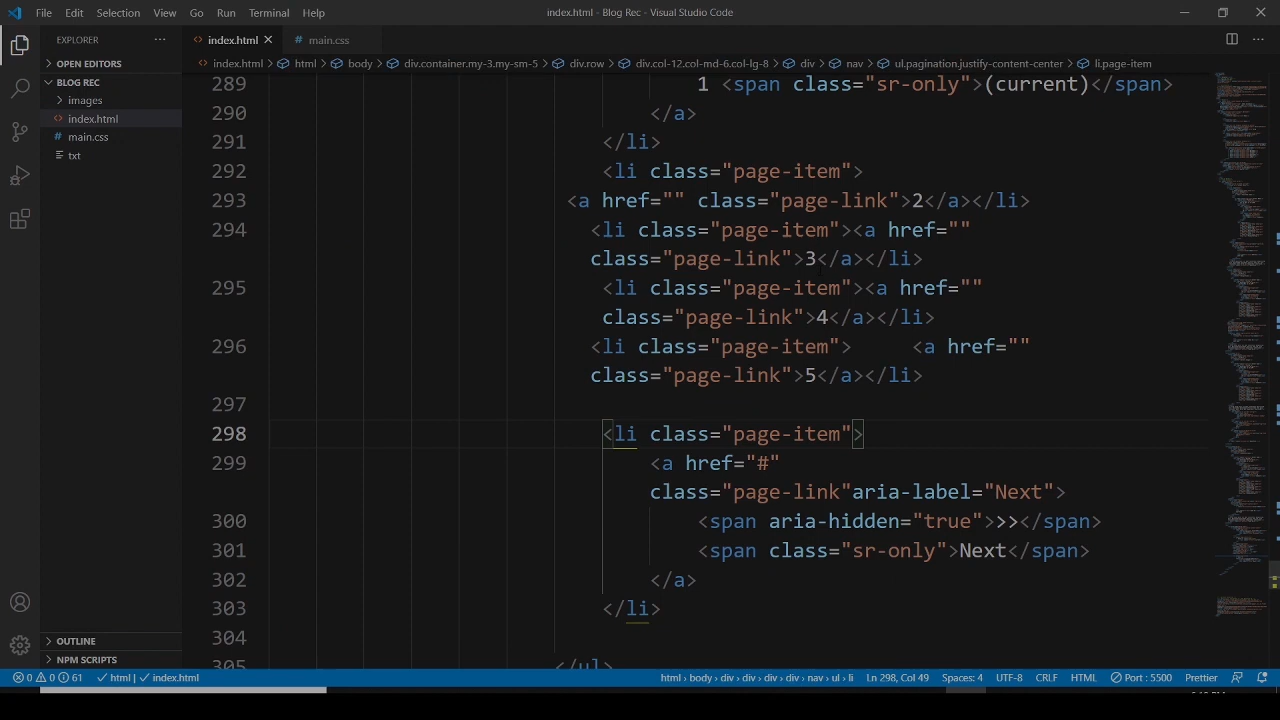 File Edit Selection View Go Run Terminal Help index.html - Blog Rec - Visual Studio Code
EXPLORER ··· index.html main.css ···
OPEN EDITORS
index.html > html > body > div.container.my-3.my-sm-5 > div.row > div.col-12.col-md-6.col-lg-8 > div > nav > ul.pagination.justify-content-center > li.page-item
BLOG REC
images
index.html
main.css
txt
289 1 <span class="sr-only">(current)</span>
290 </a>
291 </li>
292 <li class="page-item">
293 <a href="" class="page-link">2</a></li>
294 <li class="page-item"><a href=""
class="page-link">3</a></li>
295 <li class="page-item"><a href=""
class="page-link">4</a></li>
296 <li class="page-item"> <a href=""
class="page-link">5</a></li>
297
298 <li class="page-item">
299 <a href="#"
class="page-link"aria-label="Next">
300 <span aria-hidden="true">>></span>
301 <span class="sr-only">Next</span>
302 </a>
303 </li>
304
305 </ul>
OUTLINE
NPM SCRIPTS
0 0 61 html | index.html html > body > div > div > div > div > nav > ul > li Ln 298, Col 49 Spaces: 4 UTF-8 CRLF HTML Port : 5500 Prettier